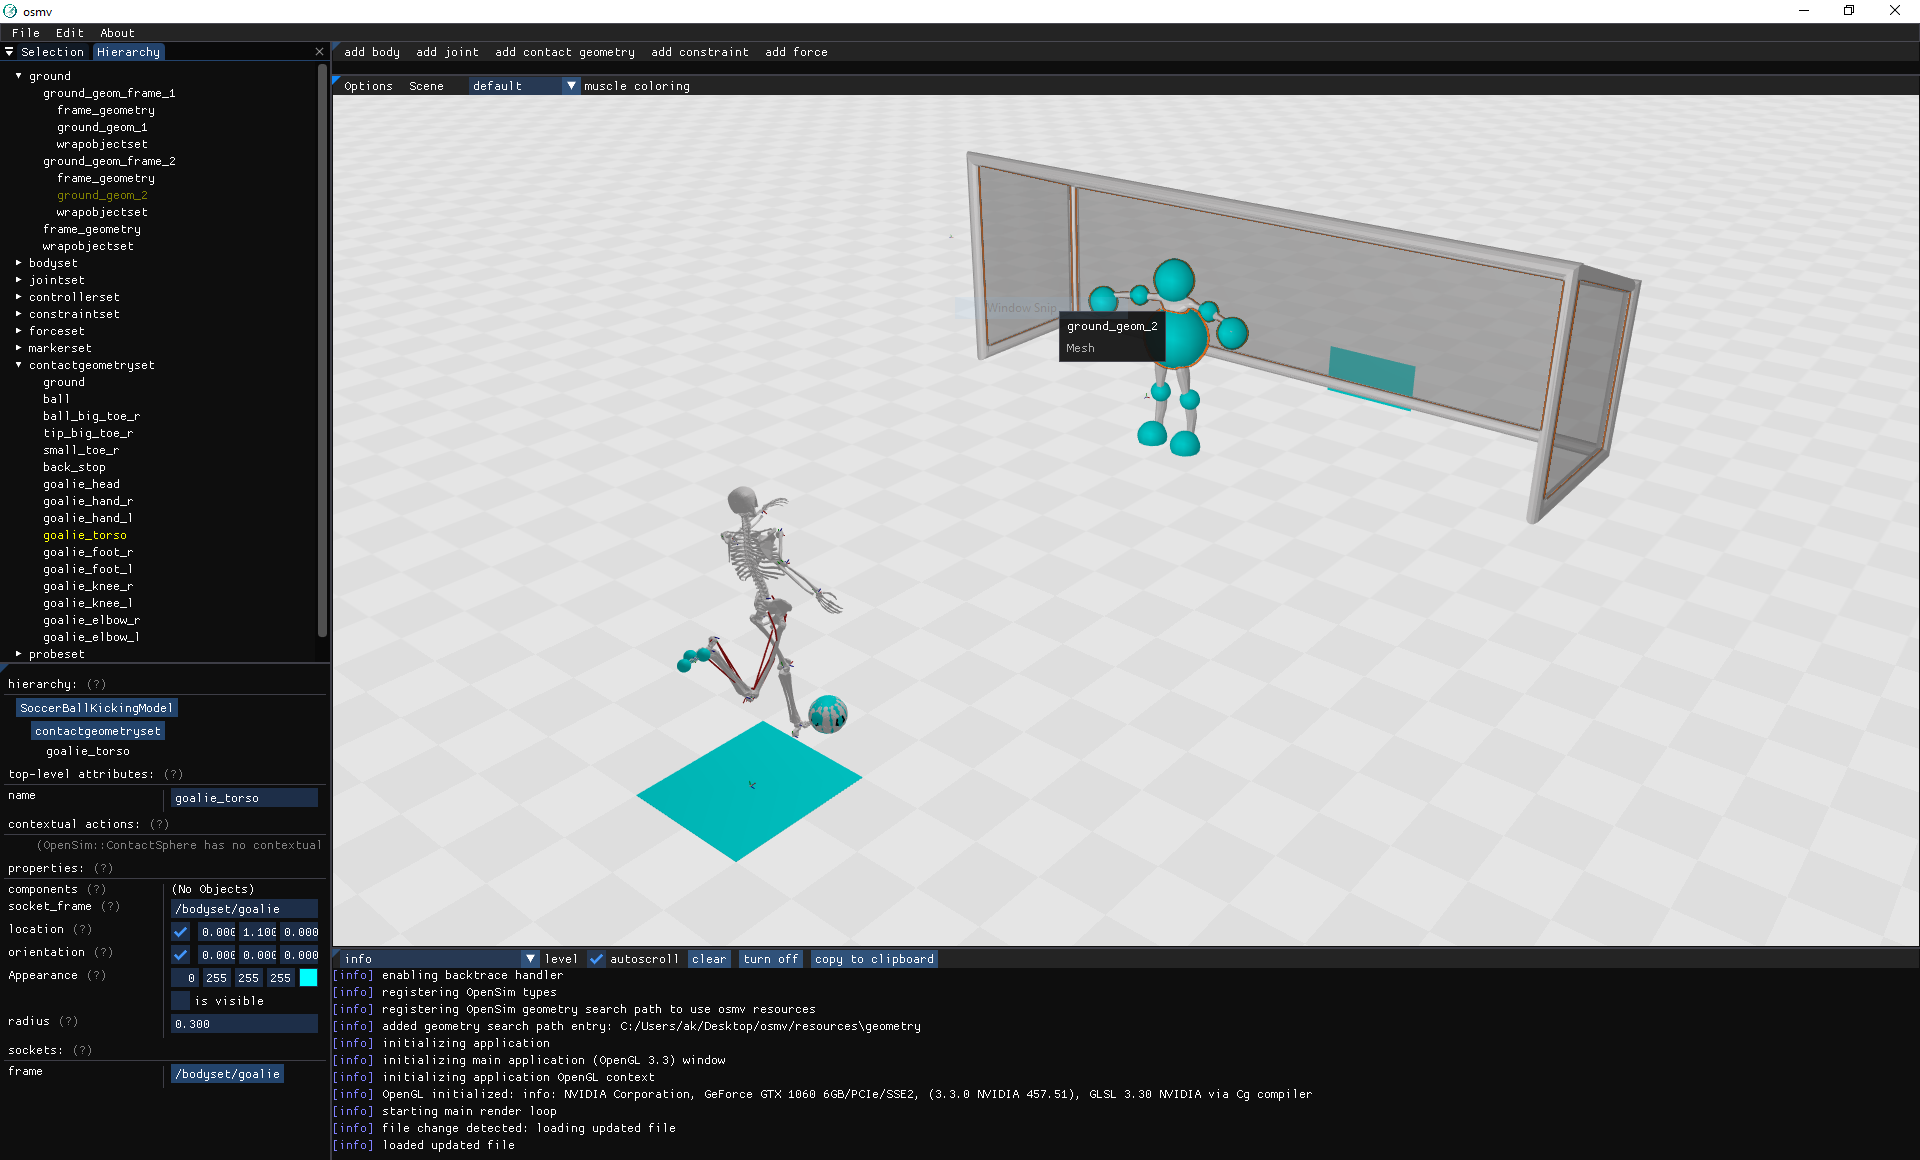 osmv
File Edit About
Selection Hierarchy
ground
ground_geom_frame_1
frame_geometry
ground_geom_1
wrapobjectset
ground_geom_frame_2
frame_geometry
ground_geom_2
wrapobjectset
frame_geometry
wrapobjectset
bodyset
jointset
controllerset
constraintset
forceset
markerset
contactgeometryset
ground
ball
ball_big_toe_r
tip_big_toe_r
small_toe_r
back_stop
goalie_head
goalie_hand_r
goalie_hand_l
goalie_torso
goalie_foot_r
goalie_foot_l
goalie_knee_r
goalie_knee_l
goalie_elbow_r
goalie_elbow_l
probeset
hierarchy: (?)
SoccerBallKickingModel
contactgeometryset
goalie_torso
top-level attributes: (?)
name goalie_torso
contextual actions: (?)
(OpenSim::ContactSphere has no contextual
properties: (?)
components (?) (No Objects)
socket_frame (?) /bodyset/goalie
location (?) 0.000 1.100 0.000
orientation (?) 0.000 0.000 0.000
Appearance (?) 0 255 255 255
is visible
radius (?) 0.300
sockets: (?)
frame /bodyset/goalie
add body add joint add contact geometry add constraint add force
Options Scene default muscle coloring
Window Snip
ground_geom_2
Mesh
info level autoscroll clear turn off copy to clipboard
[info] enabling backtrace handler
[info] registering OpenSim types
[info] registering OpenSim geometry search path to use osmv resources
[info] added geometry search path entry: C:/Users/ak/Desktop/osmv/resources\geometry
[info] initializing application
[info] initializing main application (OpenGL 3.3) window
[info] initializing application OpenGL context
[info] OpenGL initialized: info: NVIDIA Corporation, GeForce GTX 1060 6GB/PCIe/SSE2, (3.3.0 NVIDIA 457.51), GLSL 3.30 NVIDIA via Cg compiler
[info] starting main render loop
[info] file change detected: loading updated file
[info] loaded updated file